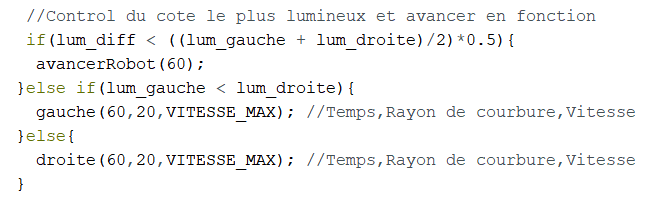 //Control du cote le plus lumineux et avancer en fonction
if(lum_diff < ((lum_gauche + lum_droite)/2)*0.5){
avancerRobot(60);
}else if(lum_gauche < lum_droite){
gauche(60,20,VITESSE_MAX); //Temps,Rayon de courbure,Vitesse
}else{
droite(60,20,VITESSE_MAX); //Temps,Rayon de courbure,Vitesse
}